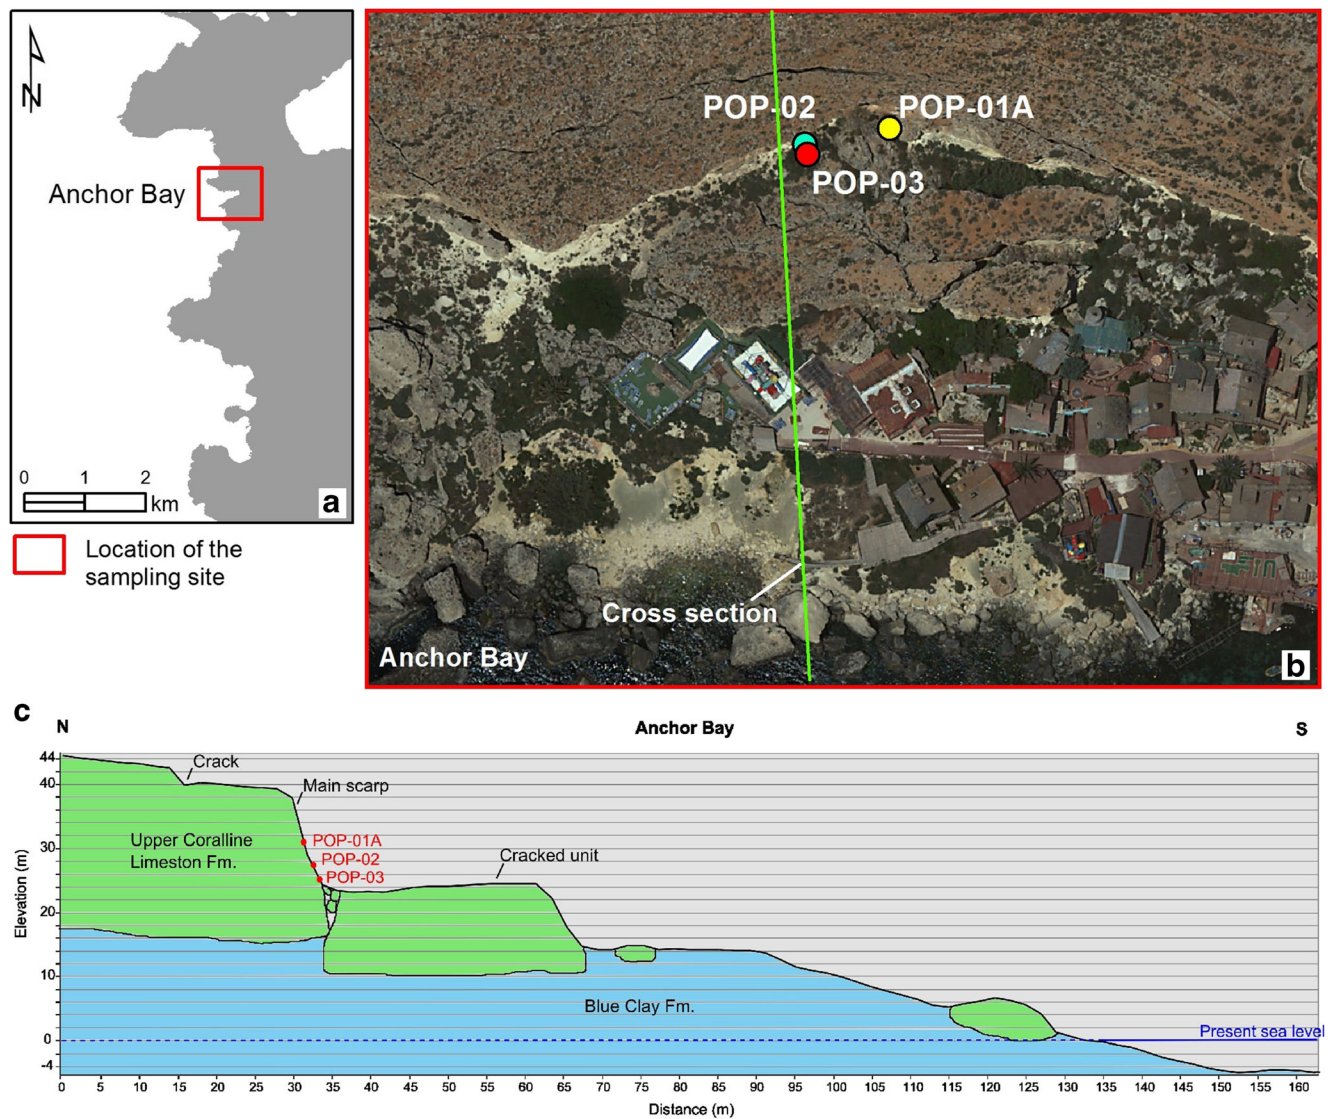 N
Anchor Bay
0 1 2
km
a
Location of the
sampling site
POP-02
POP-01A
POP-03
Cross section
Anchor Bay
b
c
N
Anchor Bay
S
44
40
30
20
10
0
-4
Elevation (m)
Crack
Main scarp
Upper Coralline
Limeston Fm.
POP-01A
POP-02
POP-03
Cracked unit
Blue Clay Fm.
Present sea level
0 5 10 15 20 25 30 35 40 45 50 55 60 65 70 75 80 85 90 95 100 105 110 115 120 125 130 135 140 145 150 155 160
Distance (m)